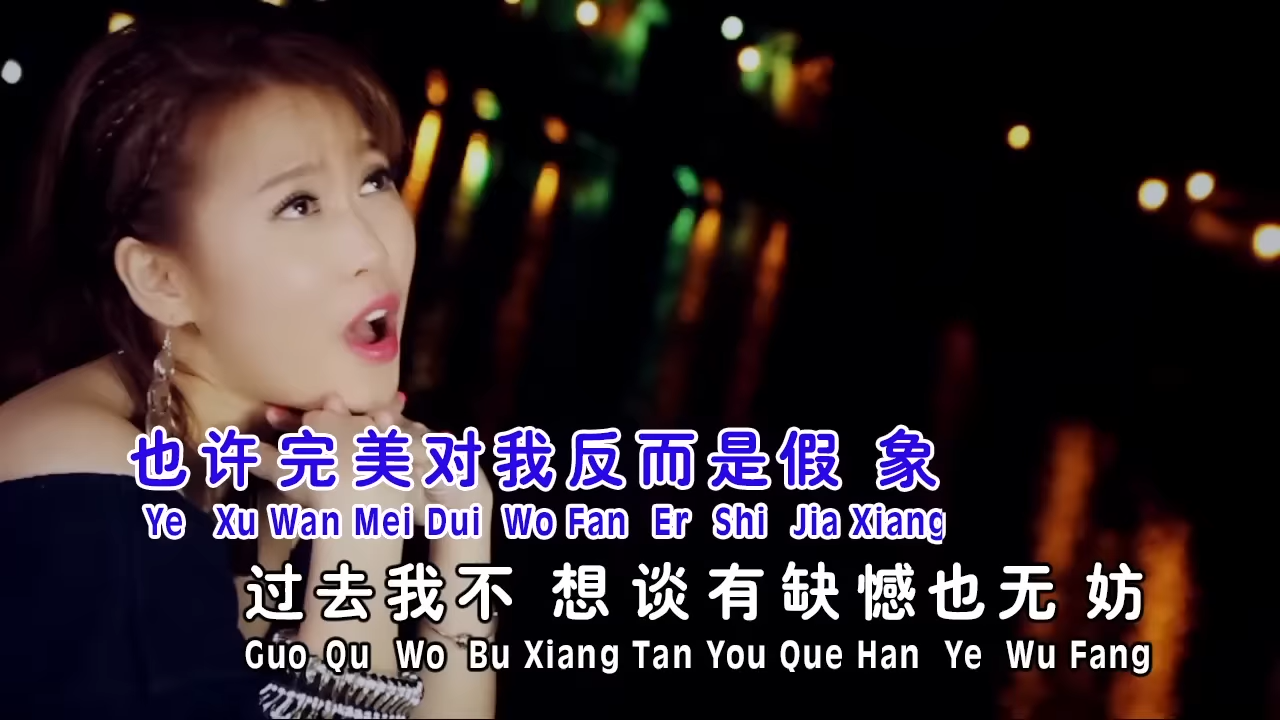 也许完美对我反而是假 象
Ye Xu Wan Mei Dui Wo Fan Er Shi Jia Xiang
过去我不 想谈有缺憾也无 妨
Guo Qu Wo Bu Xiang Tan You Que Han Ye Wu Fang